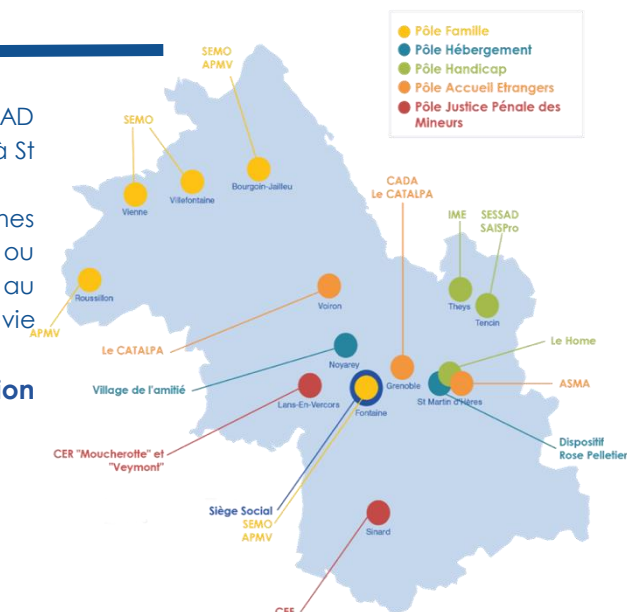 AD
à St
nes
ou
au
vie
ion
Pôle Famille
Pôle Hébergement
Pôle Handicap
Pôle Accueil Etrangers
Pôle Justice Pénale des
Mineurs
SEMO
APMV
SEMO
Bourgoin-Jailleu
Villefontaine
Vienne
CADA
Le CATALPA
IME
SESSAD
SAISPro
Theys
Tencin
Roussillon
APMV
Voiron
Le CATALPA
Noyarey
Village de l'amitié
Le Home
Grenoble
St Martin d'Hères
ASMA
Lans-En-Vercors
Fontaine
CER "Moucherotte" et
"Veymont"
Dispositif
Rose Pelletier
Siège Social
SEMO
APMV
Sinard
CEF